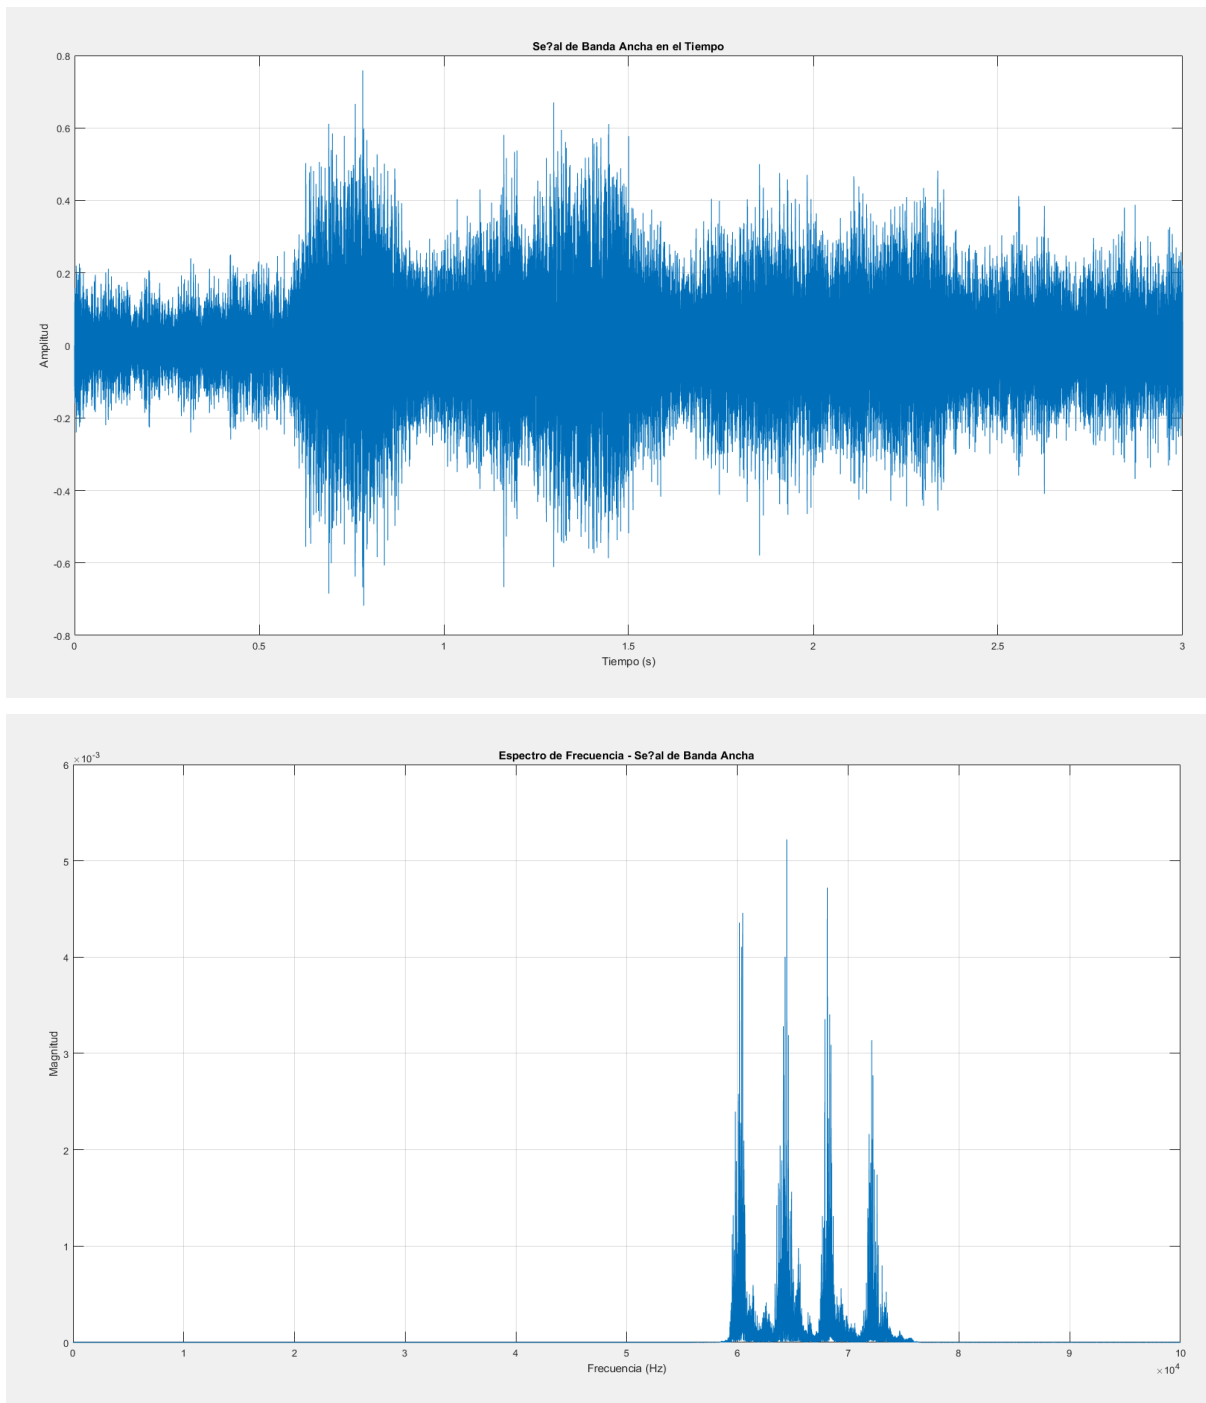 Se?al de Banda Ancha en el Tiempo
0.8
0.6
0.4
0.2
0
-0.2
-0.4
-0.6
-0.8
Amplitud
0 0.5 1 1.5 2 2.5 3
Tiempo (s)
Espectro de Frecuencia - Se?al de Banda Ancha
×10⁻³
6
5
4
3
2
1
0
Magnitud
0 1 2 3 4 5 6 7 8 9 10
Frecuencia (Hz)
×10⁴